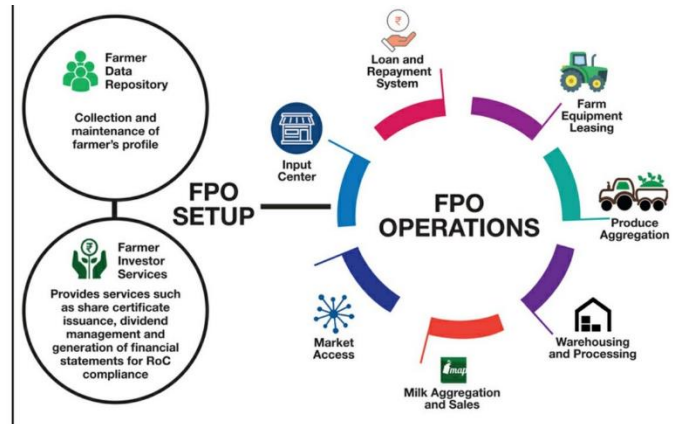 Farmer
Data
Repository
Collection and
maintenance of
farmer's profile
FPO
SETUP
Farmer
Investor
Services
Provides services such
as share certificate
issuance, dividend
management and
generation of financial
statements for RoC
compliance
FPO
OPERATIONS
₹
Loan and
Repayment
System
Farm
Equipment
Leasing
Produce
Aggregation
Warehousing
and Processing
map
Milk Aggregation
and Sales
Market
Access
Input
Center
₹